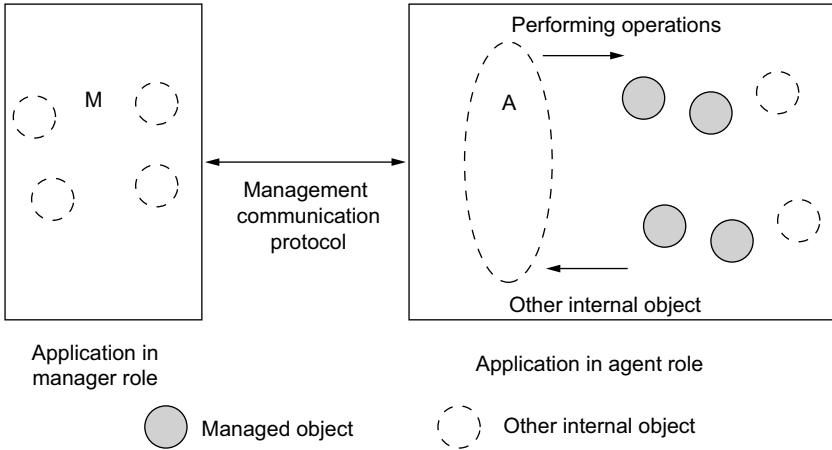 Performing operations
M
A
Management
communication
protocol
Other internal object
Application in
manager role
Application in agent role
Managed object
Other internal object